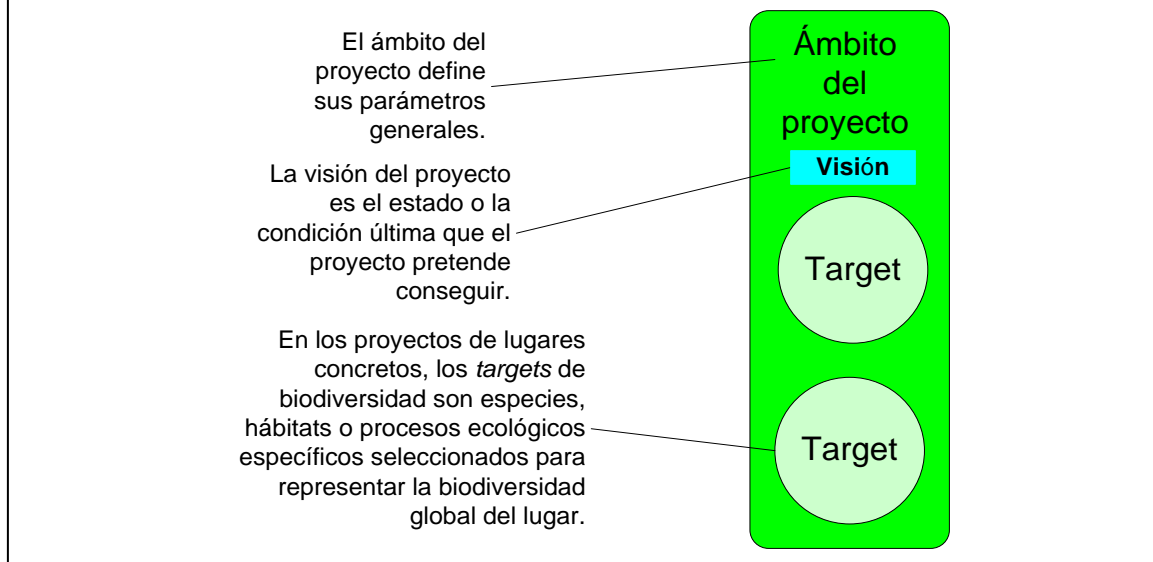 El ámbito del
proyecto define
sus parámetros
generales.
La visión del proyecto
es el estado o la
condición última que el
proyecto pretende
conseguir.
En los proyectos de lugares
concretos, los targets de
biodiversidad son especies,
hábitats o procesos ecológicos
específicos seleccionados para
representar la biodiversidad
global del lugar.
Ámbito
del
proyecto
Visión
Target
Target